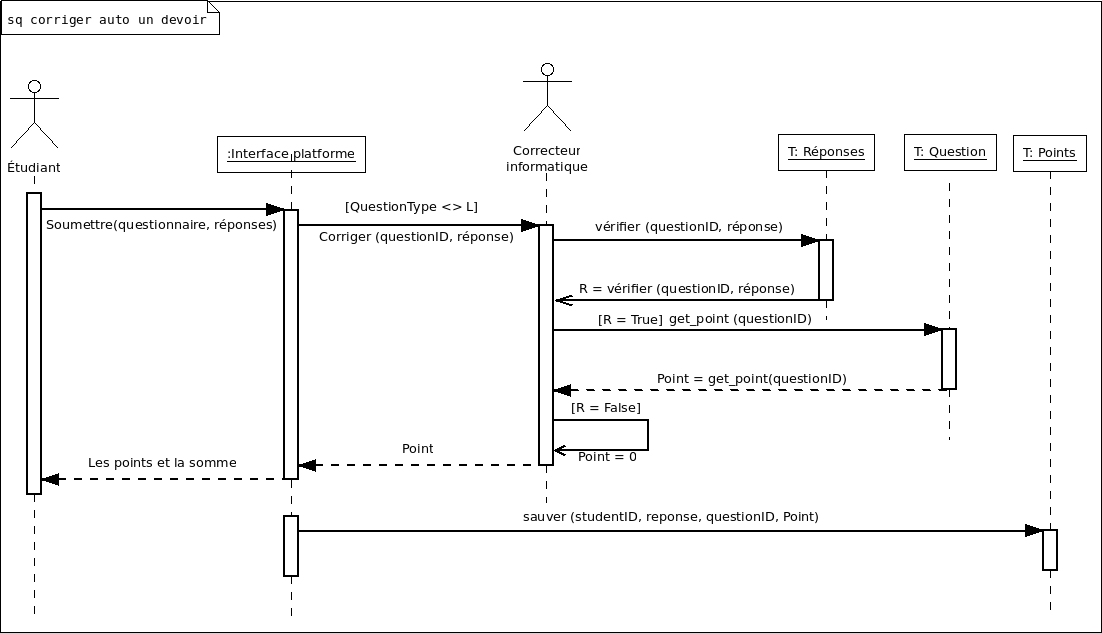 sq corriger auto un devoir
Étudiant
:Interface platforme
Correcteur
informatique
T: Réponses
T: Question
T: Points
Soumettre(questionnaire, réponses)
[QuestionType <> L]
Corriger (questionID, réponse)
vérifier (questionID, réponse)
R = vérifier (questionID, réponse)
[R = True] get_point (questionID)
Point = get_point(questionID)
[R = False]
Point = 0
Point
Les points et la somme
sauver (studentID, reponse, questionID, Point)